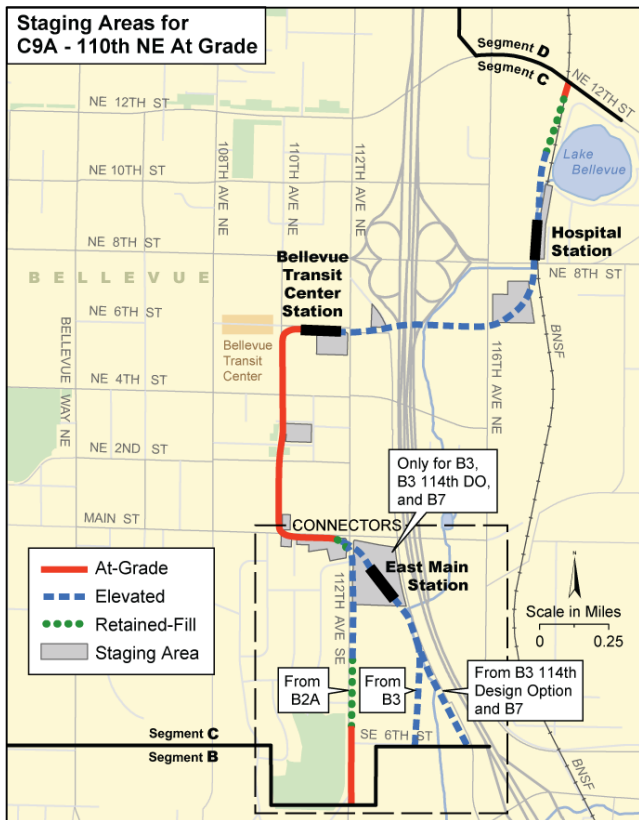 Staging Areas for
C9A - 110th NE At Grade
Segment D
Segment C
NE 12TH ST
NE 12TH ST
Lake
Bellevue
108TH AVE NE
110TH AVE NE
112TH AVE NE
NE 10TH ST
Hospital
Station
Bellevue
Transit
Center
Station
NE 8TH ST
NE 8TH ST
BELLEVUE
NE 6TH ST
BELLEVUE WAY NE
Bellevue
Transit
Center
116TH AVE NE
BNSF
NE 4TH ST
NE 2ND ST
Only for B3,
B3 114th DO,
and B7
MAIN ST
CONNECTORS
East Main
Station
At-Grade
Elevated
Retained-Fill
Staging Area
112TH AVE SE
N
Scale in Miles
0 0.25
From
B2A
From
B3
From B3 114th
Design Option
and B7
SE 6TH ST
Segment C
Segment B
BNSF